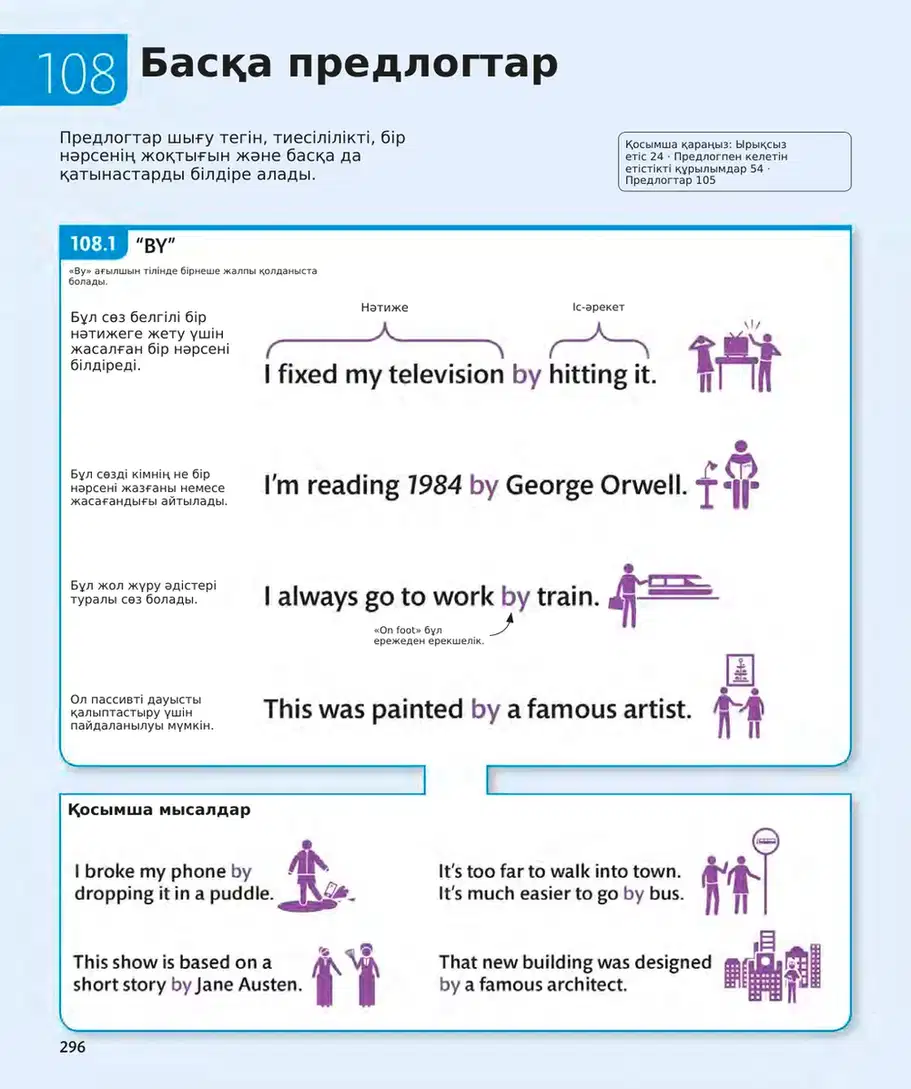 108
Басқа предлогтар
Предлогтар шығу тегін, тиесілілікті, бір
нәрсенің жоқтығын және басқа да
қатынастарды білдіре алады.
Қосымша қараңыз: Ырықсыз
етіс 24 · Предлогпен келетін
етістікті құрылымдар 54 ·
Предлогтар 105
108.1 “BY”
«By» ағылшын тілінде бірнеше жалпы қолданыста
болады.
Бұл сөз белгілі бір
нәтижеге жету үшін
жасалған бір нәрсені
білдіреді.
Нәтиже
Іс-әрекет
I fixed my television by hitting it.
Бұл сөзді кімнің не бір
нәрсені жазғаны немесе
жасағандығы айтылады.
I’m reading 1984 by George Orwell.
Бұл жол жүру әдістері
туралы сөз болады.
I always go to work by train.
«On foot» бұл
ережеден ерекшелік.
Ол пассивті дауысты
қалыптастыру үшін
пайдаланылуы мүмкін.
This was painted by a famous artist.
Қосымша мысалдар
I broke my phone by
dropping it in a puddle.
It’s too far to walk into town.
It’s much easier to go by bus.
This show is based on a
short story by Jane Austen.
That new building was designed
by a famous architect.
296